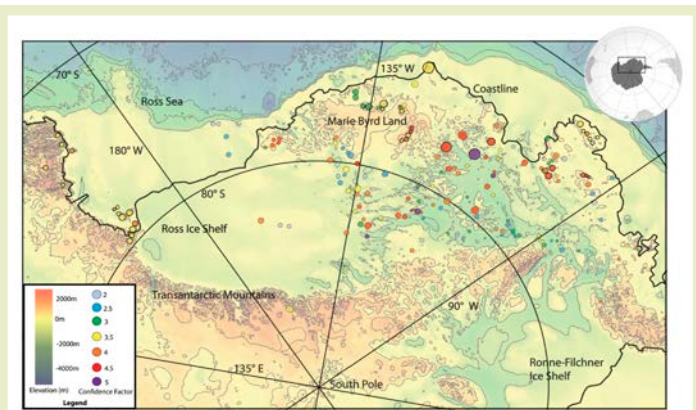 70° S
135° W
Ross Sea
Coastline
Marie Byrd Land
180° W
80° S
Ross Ice Shelf
Transantarctic Mountains
90° W
135° E
South Pole
Ronne-Filchner
Ice Shelf
2000m
0m
-2000m
-4000m
2
2.5
3
3.5
4
4.5
5
Elevation (m)
Confidence Factor
Legend